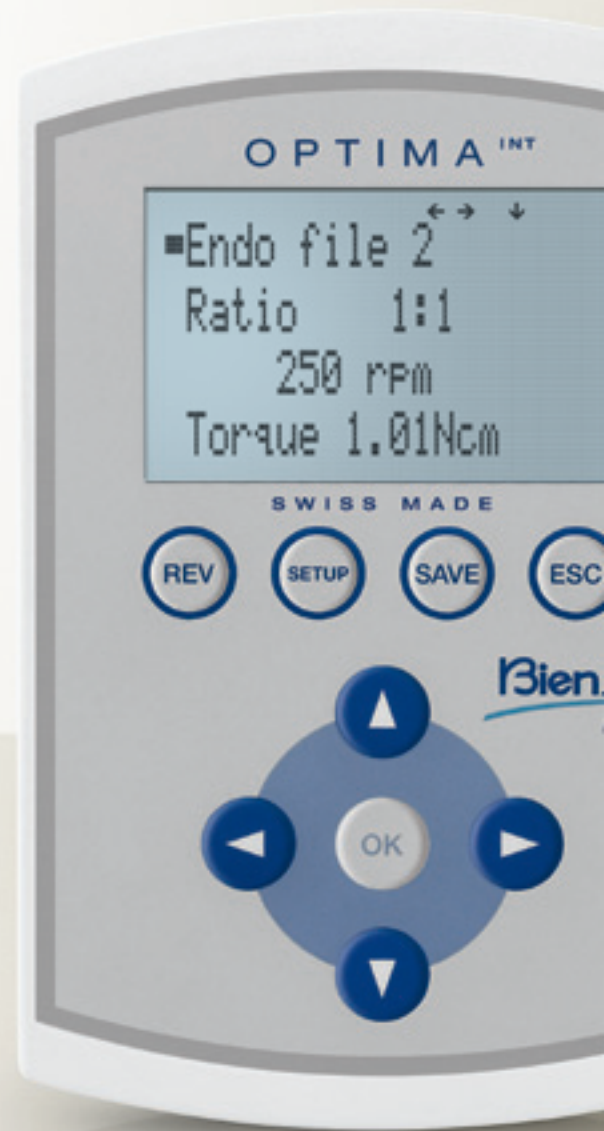 OPTIMA INT
Endo file 2
Ratio 1:1
250 rpm
Torque 1.01Ncm
SWISS MADE
REV SETUP SAVE ESC
Bien
OK